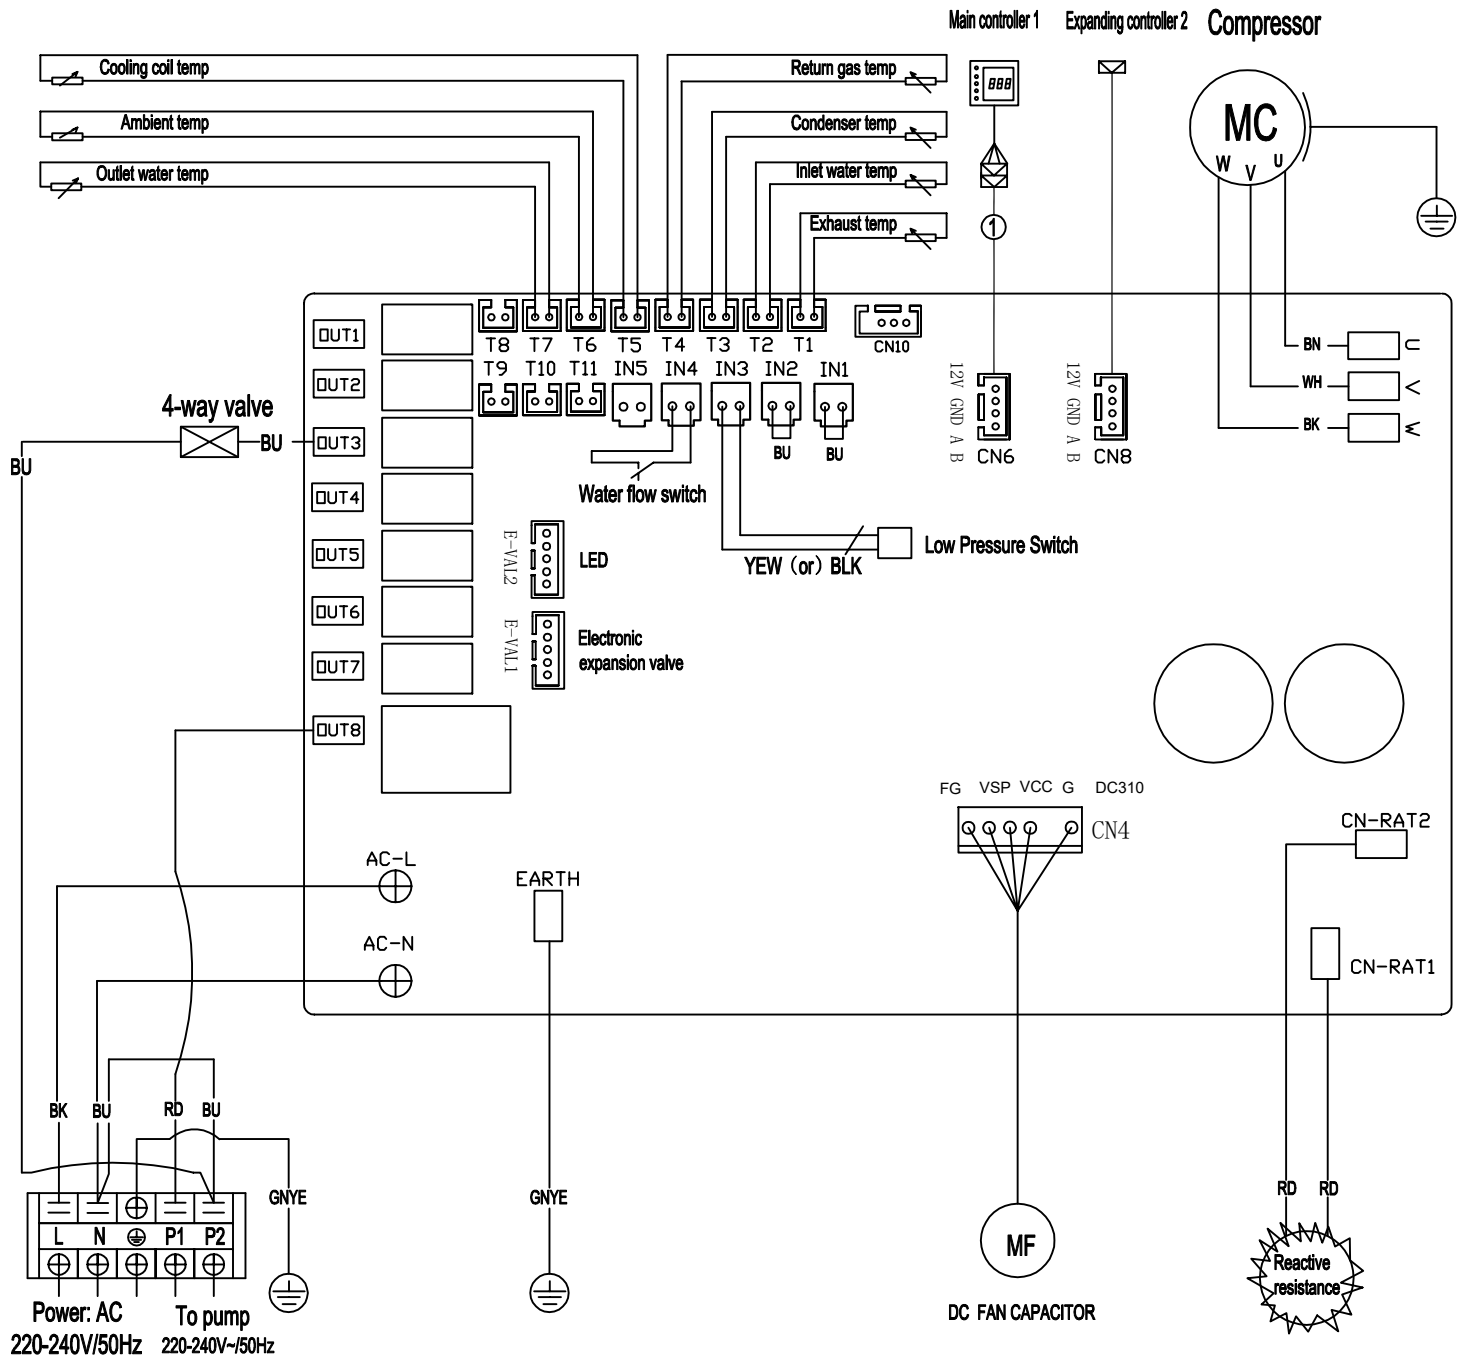 Main controller 1
Expanding controller 2
Compressor
Cooling coil temp
Return gas temp
888
Ambient temp
Condenser temp
MC
W
V
U
Outlet water temp
Inlet water temp
Exhaust temp
1
OUT1
T8
T7
T6
T5
T4
T3
T2
T1
CN10
BN
U
T9
T10
T11
IN5
IN4
IN3
IN2
IN1
OUT2
12V GND A B
12V GND A B
WH
V
4-way valve
BK
W
BU
OUT3
BU
BU
BU
CN6
CN8
OUT4
Water flow switch
OUT5
E-VAL2
LED
Low Pressure Switch
YEW (or) BLK
OUT6
E-VAL1
Electronic
expansion valve
OUT7
OUT8
FG
VSP
VCC
G
DC310
CN4
CN-RAT2
AC-L
EARTH
AC-N
CN-RAT1
BK
BU
RD
BU
GNYE
GNYE
RD
RD
L
N
P1
P2
MF
Reactive
resistance
Power: AC
220-240V/50Hz
To pump
220-240V~/50Hz
DC FAN CAPACITOR